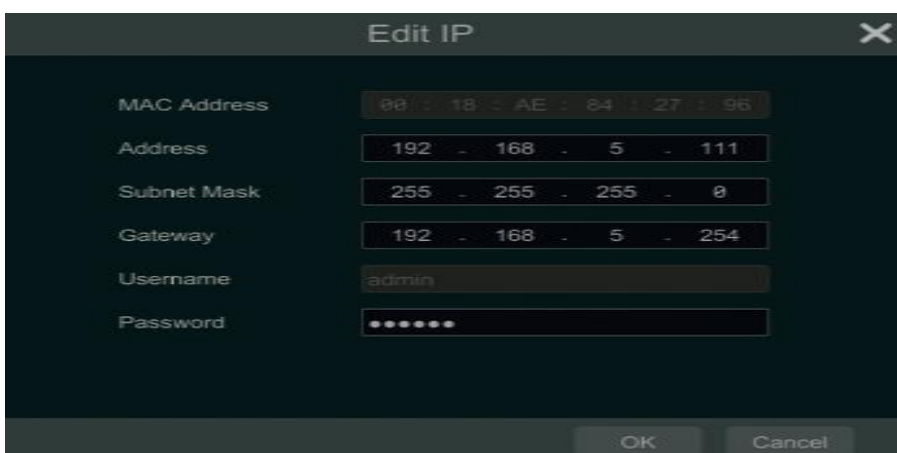 Edit IP
MAC Address 00 : 18 : AE : 84 : 27 : 96
Address 192 . 168 . 5 . 111
Subnet Mask 255 . 255 . 255 . 0
Gateway 192 . 168 . 5 . 254
Username admin
Password ●●●●●●
OK Cancel